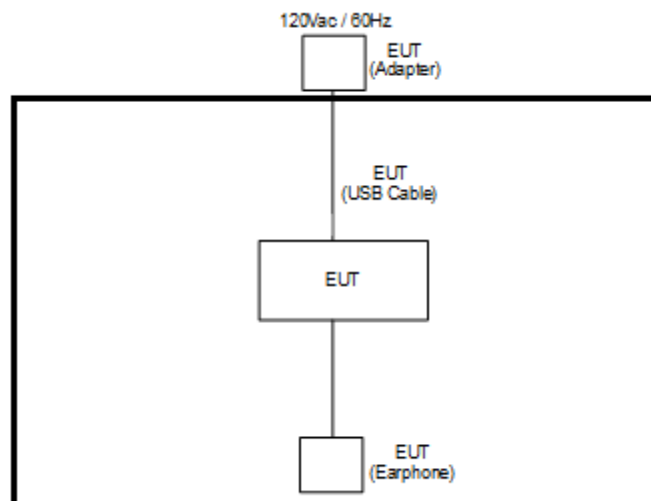 120Vac / 60Hz
EUT
(Adapter)
EUT
(USB Cable)
EUT
EUT
(Earphone)